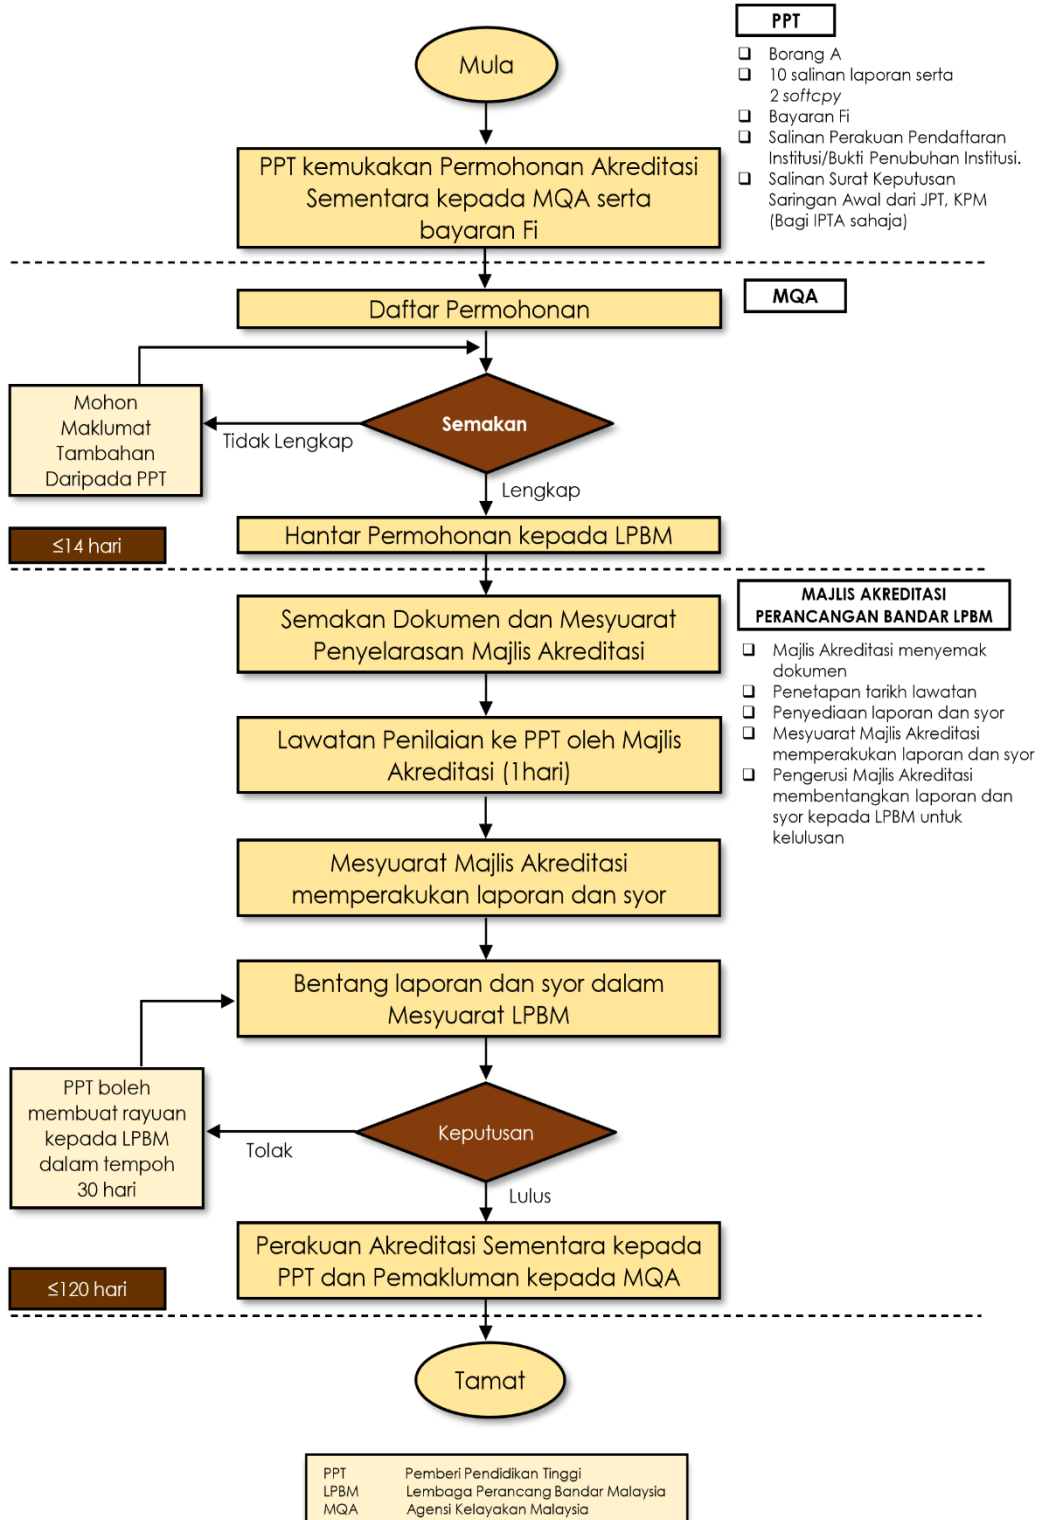 PPT
Borang A
10 salinan laporan serta
2 softcpy
Bayaran Fi
Salinan Perakuan Pendaftaran
Institusi/Bukti Penubuhan Institusi.
Salinan Surat Keputusan
Saringan Awal dari JPT, KPM
(Bagi IPTA sahaja)
Mula
PPT kemukakan Permohonan Akreditasi
Sementara kepada MQA serta
bayaran Fi
MQA
Daftar Permohonan
Semakan
Tidak Lengkap
Mohon
Maklumat
Tambahan
Daripada PPT
Lengkap
Hantar Permohonan kepada LPBM
≤14 hari
MAJLIS AKREDITASI
PERANCANGAN BANDAR LPBM
Majlis Akreditasi menyemak
dokumen
Penetapan tarikh lawatan
Penyediaan laporan dan syor
Mesyuarat Majlis Akreditasi
memperakukan laporan dan syor
Pengerusi Majlis Akreditasi
membentangkan laporan dan
syor kepada LPBM untuk
kelulusan
Semakan Dokumen dan Mesyuarat
Penyelarasan Majlis Akreditasi
Lawatan Penilaian ke PPT oleh Majlis
Akreditasi (1hari)
Mesyuarat Majlis Akreditasi
memperakukan laporan dan syor
Bentang laporan dan syor dalam
Mesyuarat LPBM
Keputusan
Tolak
PPT boleh
membuat rayuan
kepada LPBM
dalam tempoh
30 hari
Lulus
Perakuan Akreditasi Sementara kepada
PPT dan Pemakluman kepada MQA
≤120 hari
Tamat
PPT Pemberi Pendidikan Tinggi
LPBM Lembaga Perancang Bandar Malaysia
MQA Agensi Kelayakan Malaysia